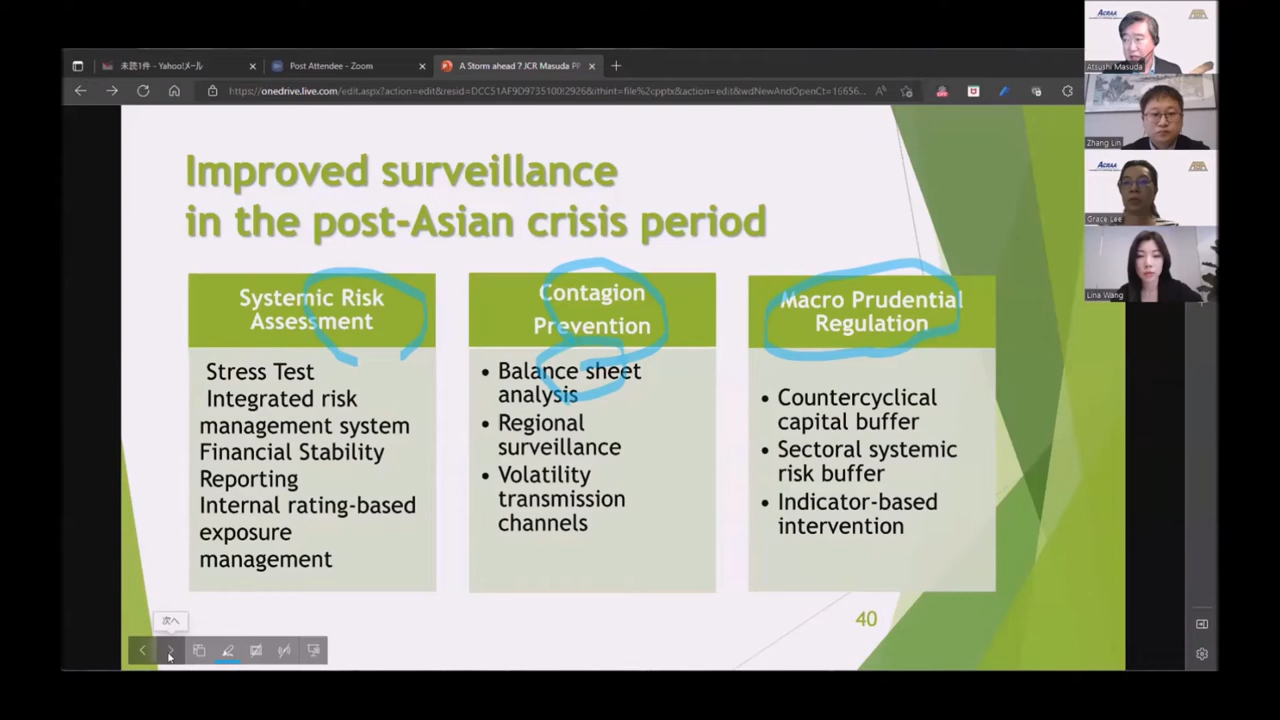 未読1件 - Yahoo!メール
Post Attendee - Zoom
A Storm ahead ? JCR Masuda PP
https://onedrive.live.com/edit.aspx?action=edit&resid=DCC51AF9D9735100!2926&ithint=file%2cpptx&action=edit&wdNewAndOpenCt=16656...
Improved surveillance
in the post-Asian crisis period
Systemic Risk
Assessment
Stress Test
Integrated risk
management system
Financial Stability
Reporting
Internal rating-based
exposure
management
Contagion
Prevention
• Balance sheet
analysis
• Regional
surveillance
• Volatility
transmission
channels
Macro Prudential
Regulation
• Countercyclical
capital buffer
• Sectoral systemic
risk buffer
• Indicator-based
intervention
40
次へ
ACRAA
Atsushi Masuda
Zhang Lin
ACRAA
Grace Lee
Lina Wang